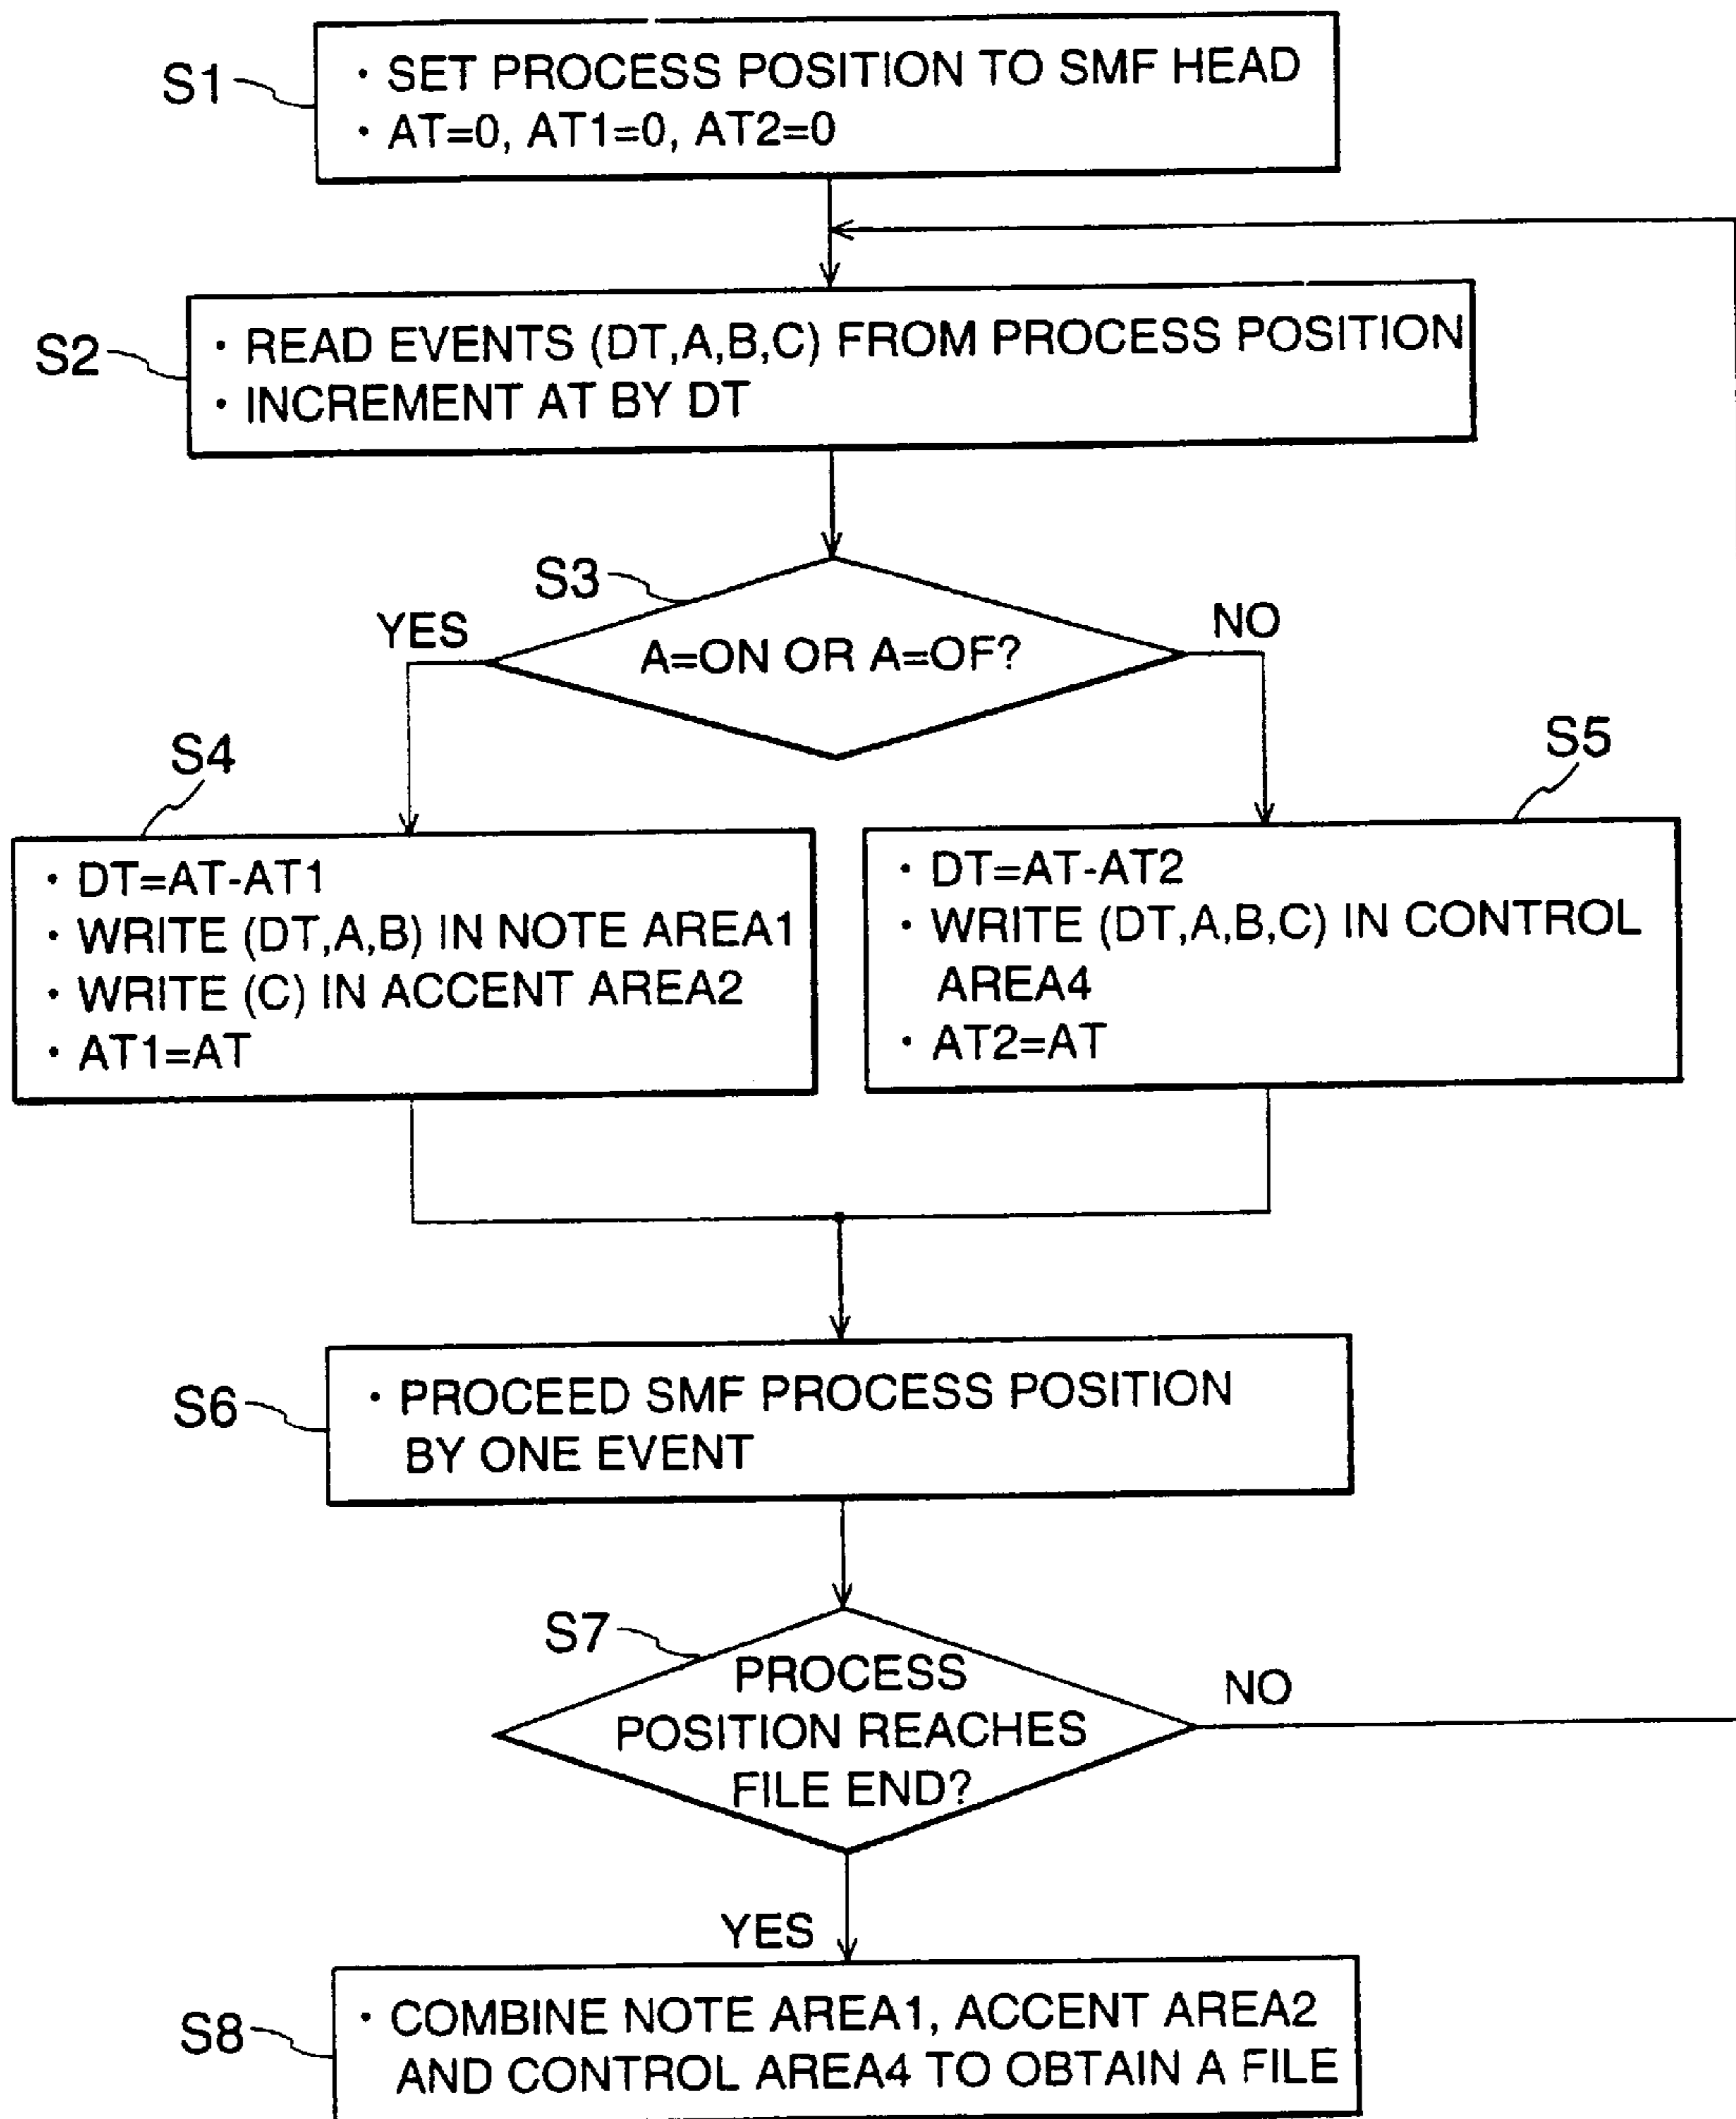 S1
· SET PROCESS POSITION TO SMF HEAD
· AT=0, AT1=0, AT2=0
S2
· READ EVENTS (DT,A,B,C) FROM PROCESS POSITION
· INCREMENT AT BY DT
S3
YES
NO
A=ON OR A=OF?
S4
· DT=AT-AT1
· WRITE (DT,A,B) IN NOTE AREA1
· WRITE (C) IN ACCENT AREA2
· AT1=AT
S5
· DT=AT-AT2
· WRITE (DT,A,B,C) IN CONTROL
AREA4
· AT2=AT
S6
· PROCEED SMF PROCESS POSITION
BY ONE EVENT
S7
PROCESS
POSITION REACHES
FILE END?
NO
YES
S8
· COMBINE NOTE AREA1, ACCENT AREA2
AND CONTROL AREA4 TO OBTAIN A FILE